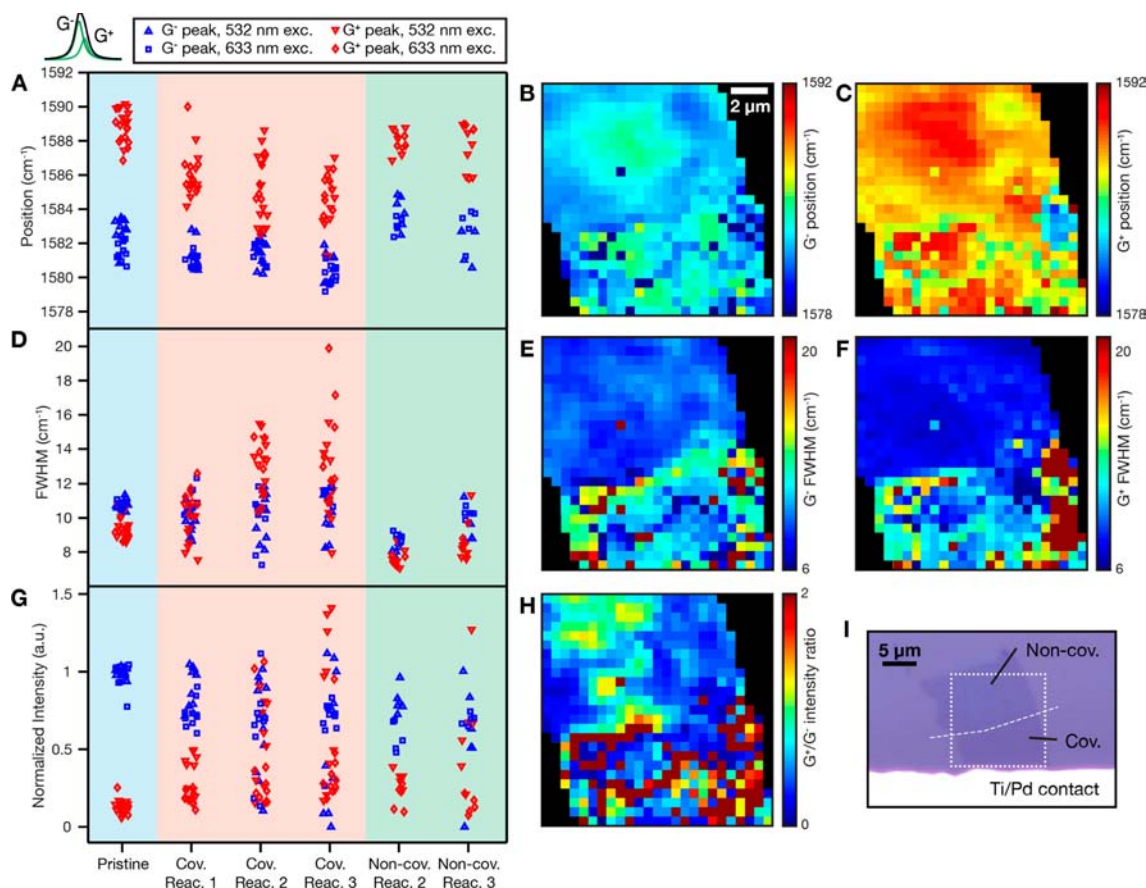 G⁻
G⁺
G⁻ peak, 532 nm exc.
G⁺ peak, 532 nm exc.
G⁻ peak, 633 nm exc.
G⁺ peak, 633 nm exc.
A
Position (cm⁻¹)
1592
1590
1588
1586
1584
1582
1580
1578
B
2 μm
1592
G⁻ position (cm⁻¹)
1578
C
1592
G⁺ position (cm⁻¹)
1578
D
FWHM (cm⁻¹)
20
18
16
14
12
10
8
E
20
G⁻ FWHM (cm⁻¹)
6
F
20
G⁺ FWHM (cm⁻¹)
6
G
Normalized Intensity (a.u.)
1.5
1
0.5
0
Pristine
Cov.
Reac. 1
Cov.
Reac. 2
Cov.
Reac. 3
Non-cov.
Reac. 2
Non-cov.
Reac. 3
H
2
G⁺/G⁻ intensity ratio
0
I
5 μm
Non-cov.
Cov.
Ti/Pd contact